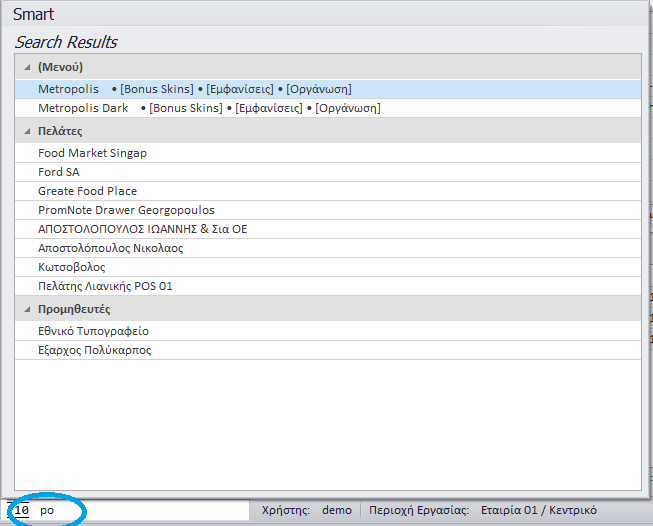 Smart
Search Results
(Μενού)
Metropolis • [Bonus Skins] • [Εμφανίσεις] • [Οργάνωση]
Metropolis Dark • [Bonus Skins] • [Εμφανίσεις] • [Οργάνωση]
Πελάτες
Food Market Singap
Ford SA
Greate Food Place
PromNote Drawer Georgopoulos
ΑΠΟΣΤΟΛΟΠΟΥΛΟΣ ΙΩΑΝΝΗΣ & Σια ΟΕ
Αποστολόπουλος Νικολαος
Κωτσοβολος
Πελάτης Λιανικής POS 01
Προμηθευτές
Εθνικό Τυπογραφείο
Έξαρχος Πολύκαρπος
10 po Χρήστης: demo Περιοχή Εργασίας: Εταιρία 01 / Κεντρικό